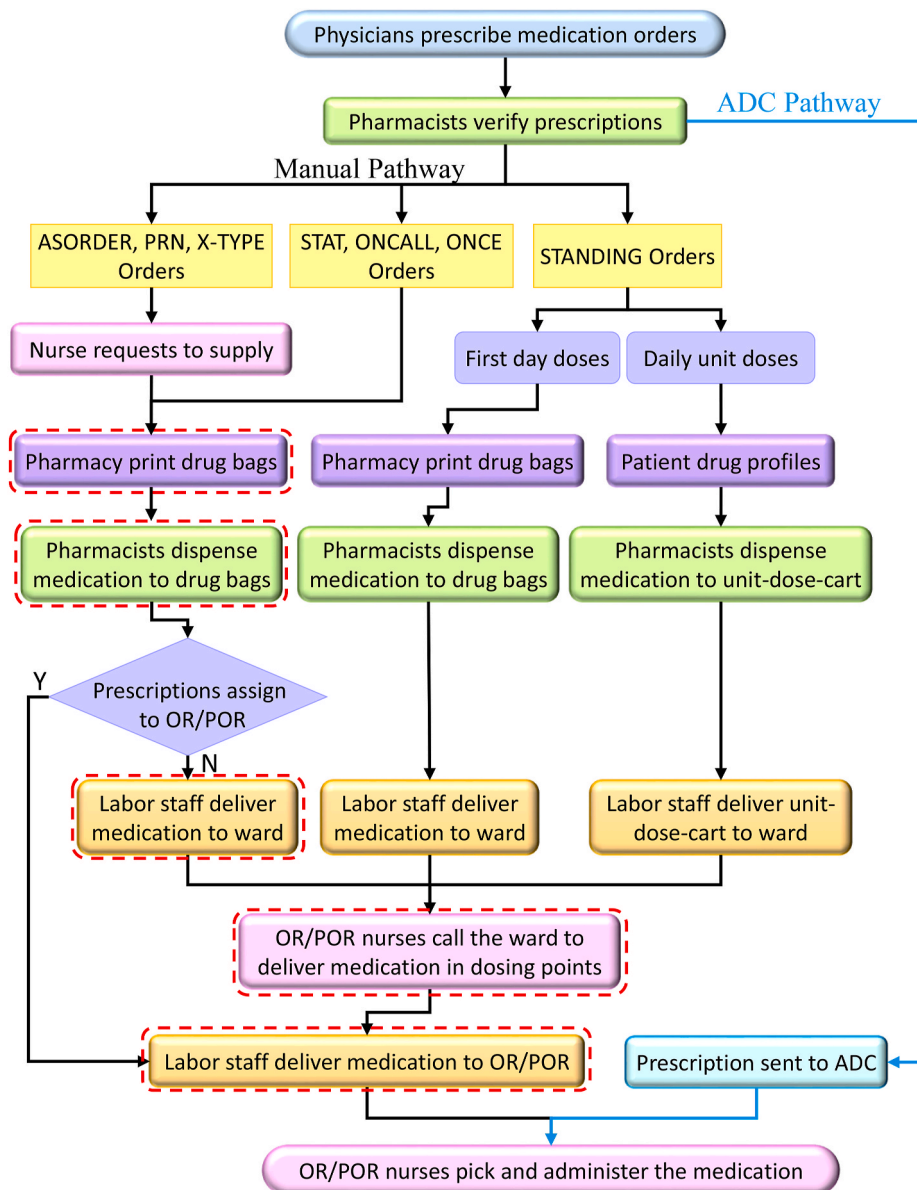 Physicians prescribe medication orders
ADC Pathway
Pharmacists verify prescriptions
Manual Pathway
ASORDER, PRN, X-TYPE
Orders
STAT, ONCALL, ONCE
Orders
STANDING Orders
Nurse requests to supply
First day doses
Daily unit doses
Pharmacy print drug bags
Pharmacy print drug bags
Patient drug profiles
Pharmacists dispense
medication to drug bags
Pharmacists dispense
medication to drug bags
Pharmacists dispense
medication to unit-dose-cart
Y
Prescriptions assign
to OR/POR
N
Labor staff deliver
medication to ward
Labor staff deliver
medication to ward
Labor staff deliver unit-
dose-cart to ward
OR/POR nurses call the ward to
deliver medication in dosing points
Labor staff deliver medication to OR/POR
Prescription sent to ADC
OR/POR nurses pick and administer the medication